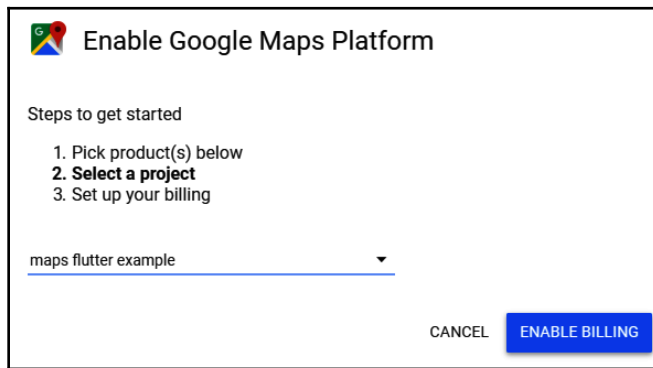 G
Enable Google Maps Platform
Steps to get started
1. Pick product(s) below
2. Select a project
3. Set up your billing
maps flutter example
CANCEL
ENABLE BILLING